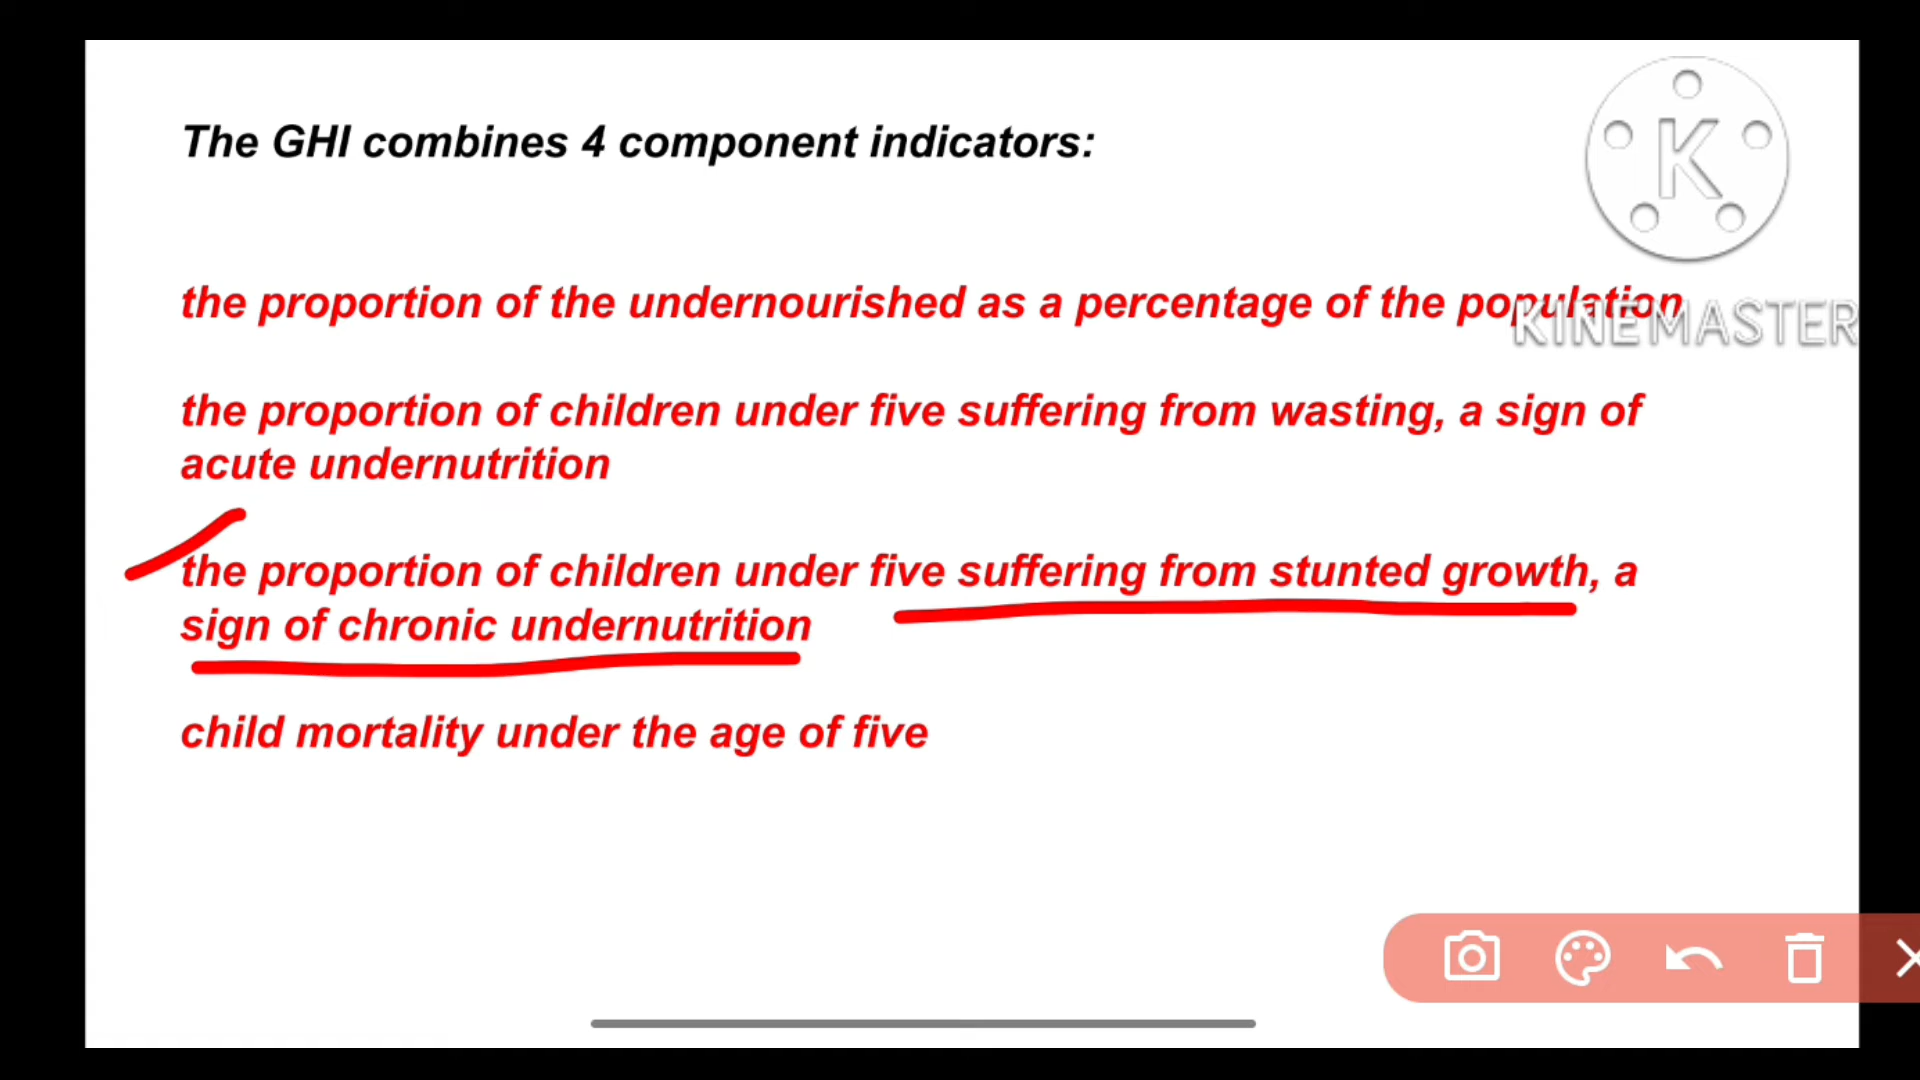 The GHI combines 4 component indicators:
K
the proportion of the undernourished as a percentage of the population
KINEMASTER
the proportion of children under five suffering from wasting, a sign of
acute undernutrition
the proportion of children under five suffering from stunted growth, a
sign of chronic undernutrition
child mortality under the age of five